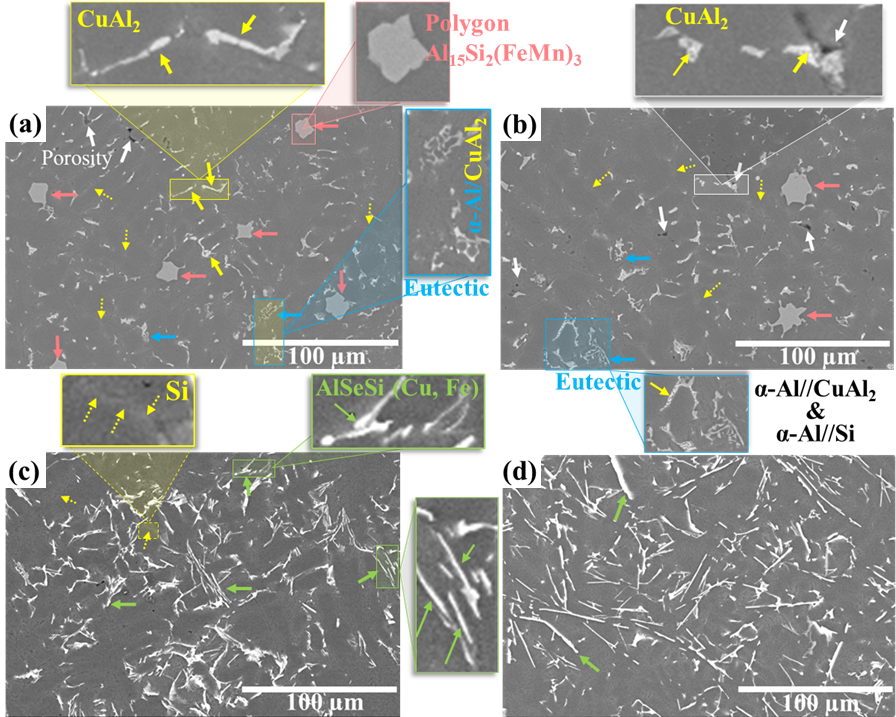 CuAl₂
Polygon
Al₁₅Si₂(FeMn)₃
CuAl₂
(a)
Porosity
α-Al/CuAl₂
Eutectic
100 µm
(b)
100 µm
Eutectic
α-Al//CuAl₂
&
α-Al//Si
Si
AlSeSi (Cu, Fe)
(c)
100 µm
(d)
100 µm